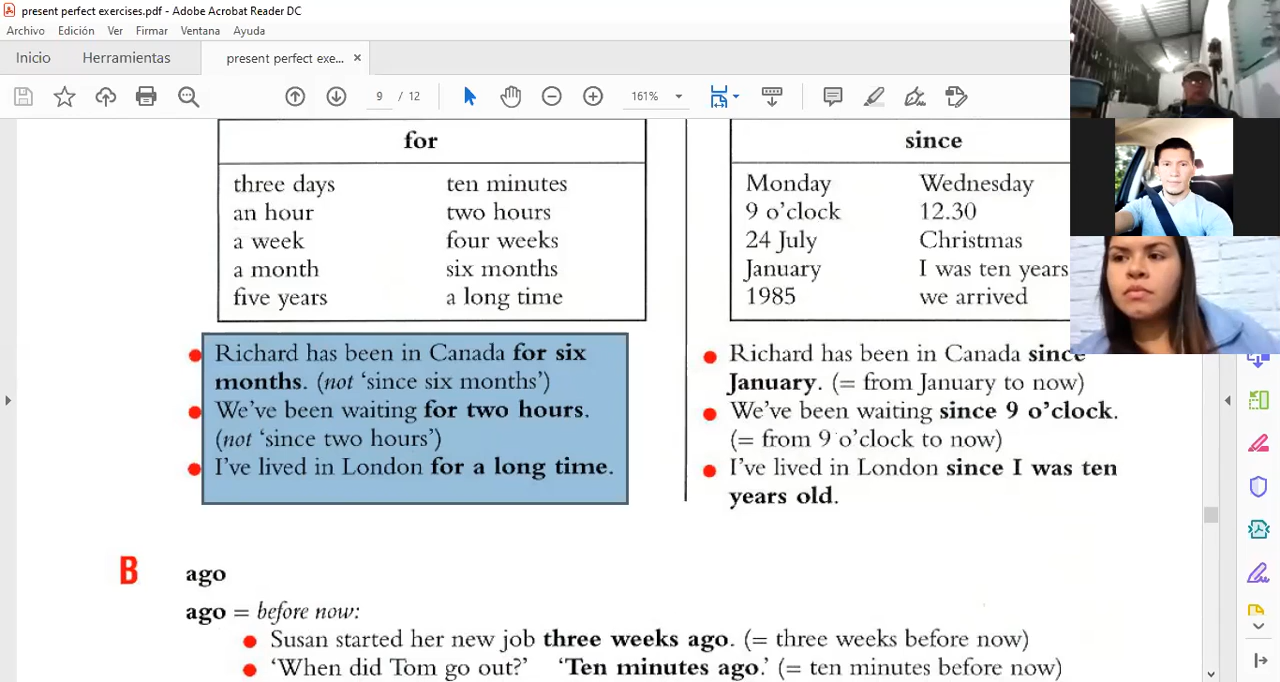 present perfect exercises.pdf - Adobe Acrobat Reader DC
Archivo Edición Ver Firmar Ventana Ayuda
Inicio Herramientas present perfect exe... ×
9 / 12 161%
for
three days ten minutes
an hour two hours
a week four weeks
a month six months
five years a long time
since
Monday Wednesday
9 o'clock 12.30
24 July Christmas
January I was ten years
1985 we arrived
Richard has been in Canada for six
months. (not 'since six months')
We've been waiting for two hours.
(not 'since two hours')
I've lived in London for a long time.
Richard has been in Canada since
January. (= from January to now)
We've been waiting since 9 o'clock.
(= from 9 o'clock to now)
I've lived in London since I was ten
years old.
B ago
ago = before now:
Susan started her new job three weeks ago. (= three weeks before now)
'When did Tom go out?' 'Ten minutes ago.' (= ten minutes before now)